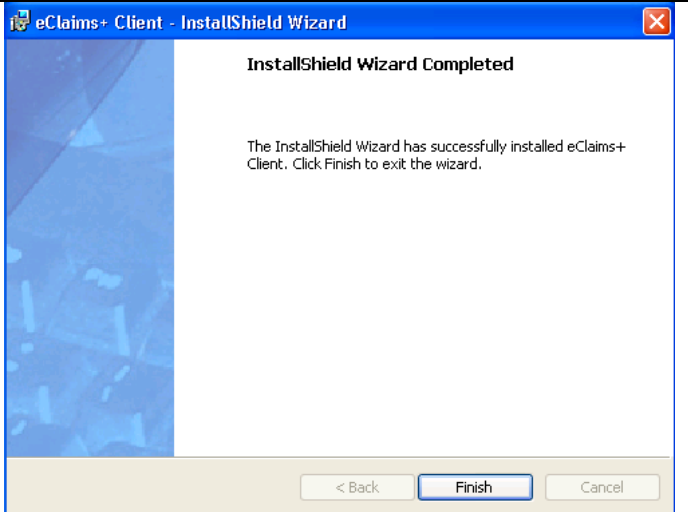 eClaims+ Client - InstallShield Wizard
InstallShield Wizard Completed
The InstallShield Wizard has successfully installed eClaims+
Client. Click Finish to exit the wizard.
< Back Finish Cancel